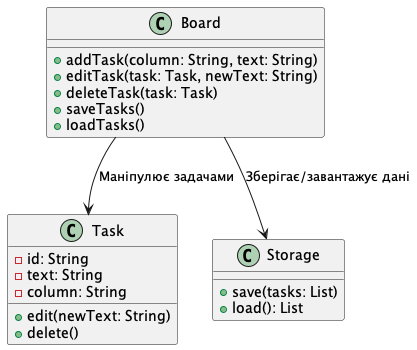 C Board
addTask(column: String, text: String)
editTask(task: Task, newText: String)
deleteTask(task: Task)
saveTasks()
loadTasks()
Маніпулює задачами
Зберігає/завантажує дані
C Task
id: String
text: String
column: String
edit(newText: String)
delete()
C Storage
save(tasks: List)
load(): List